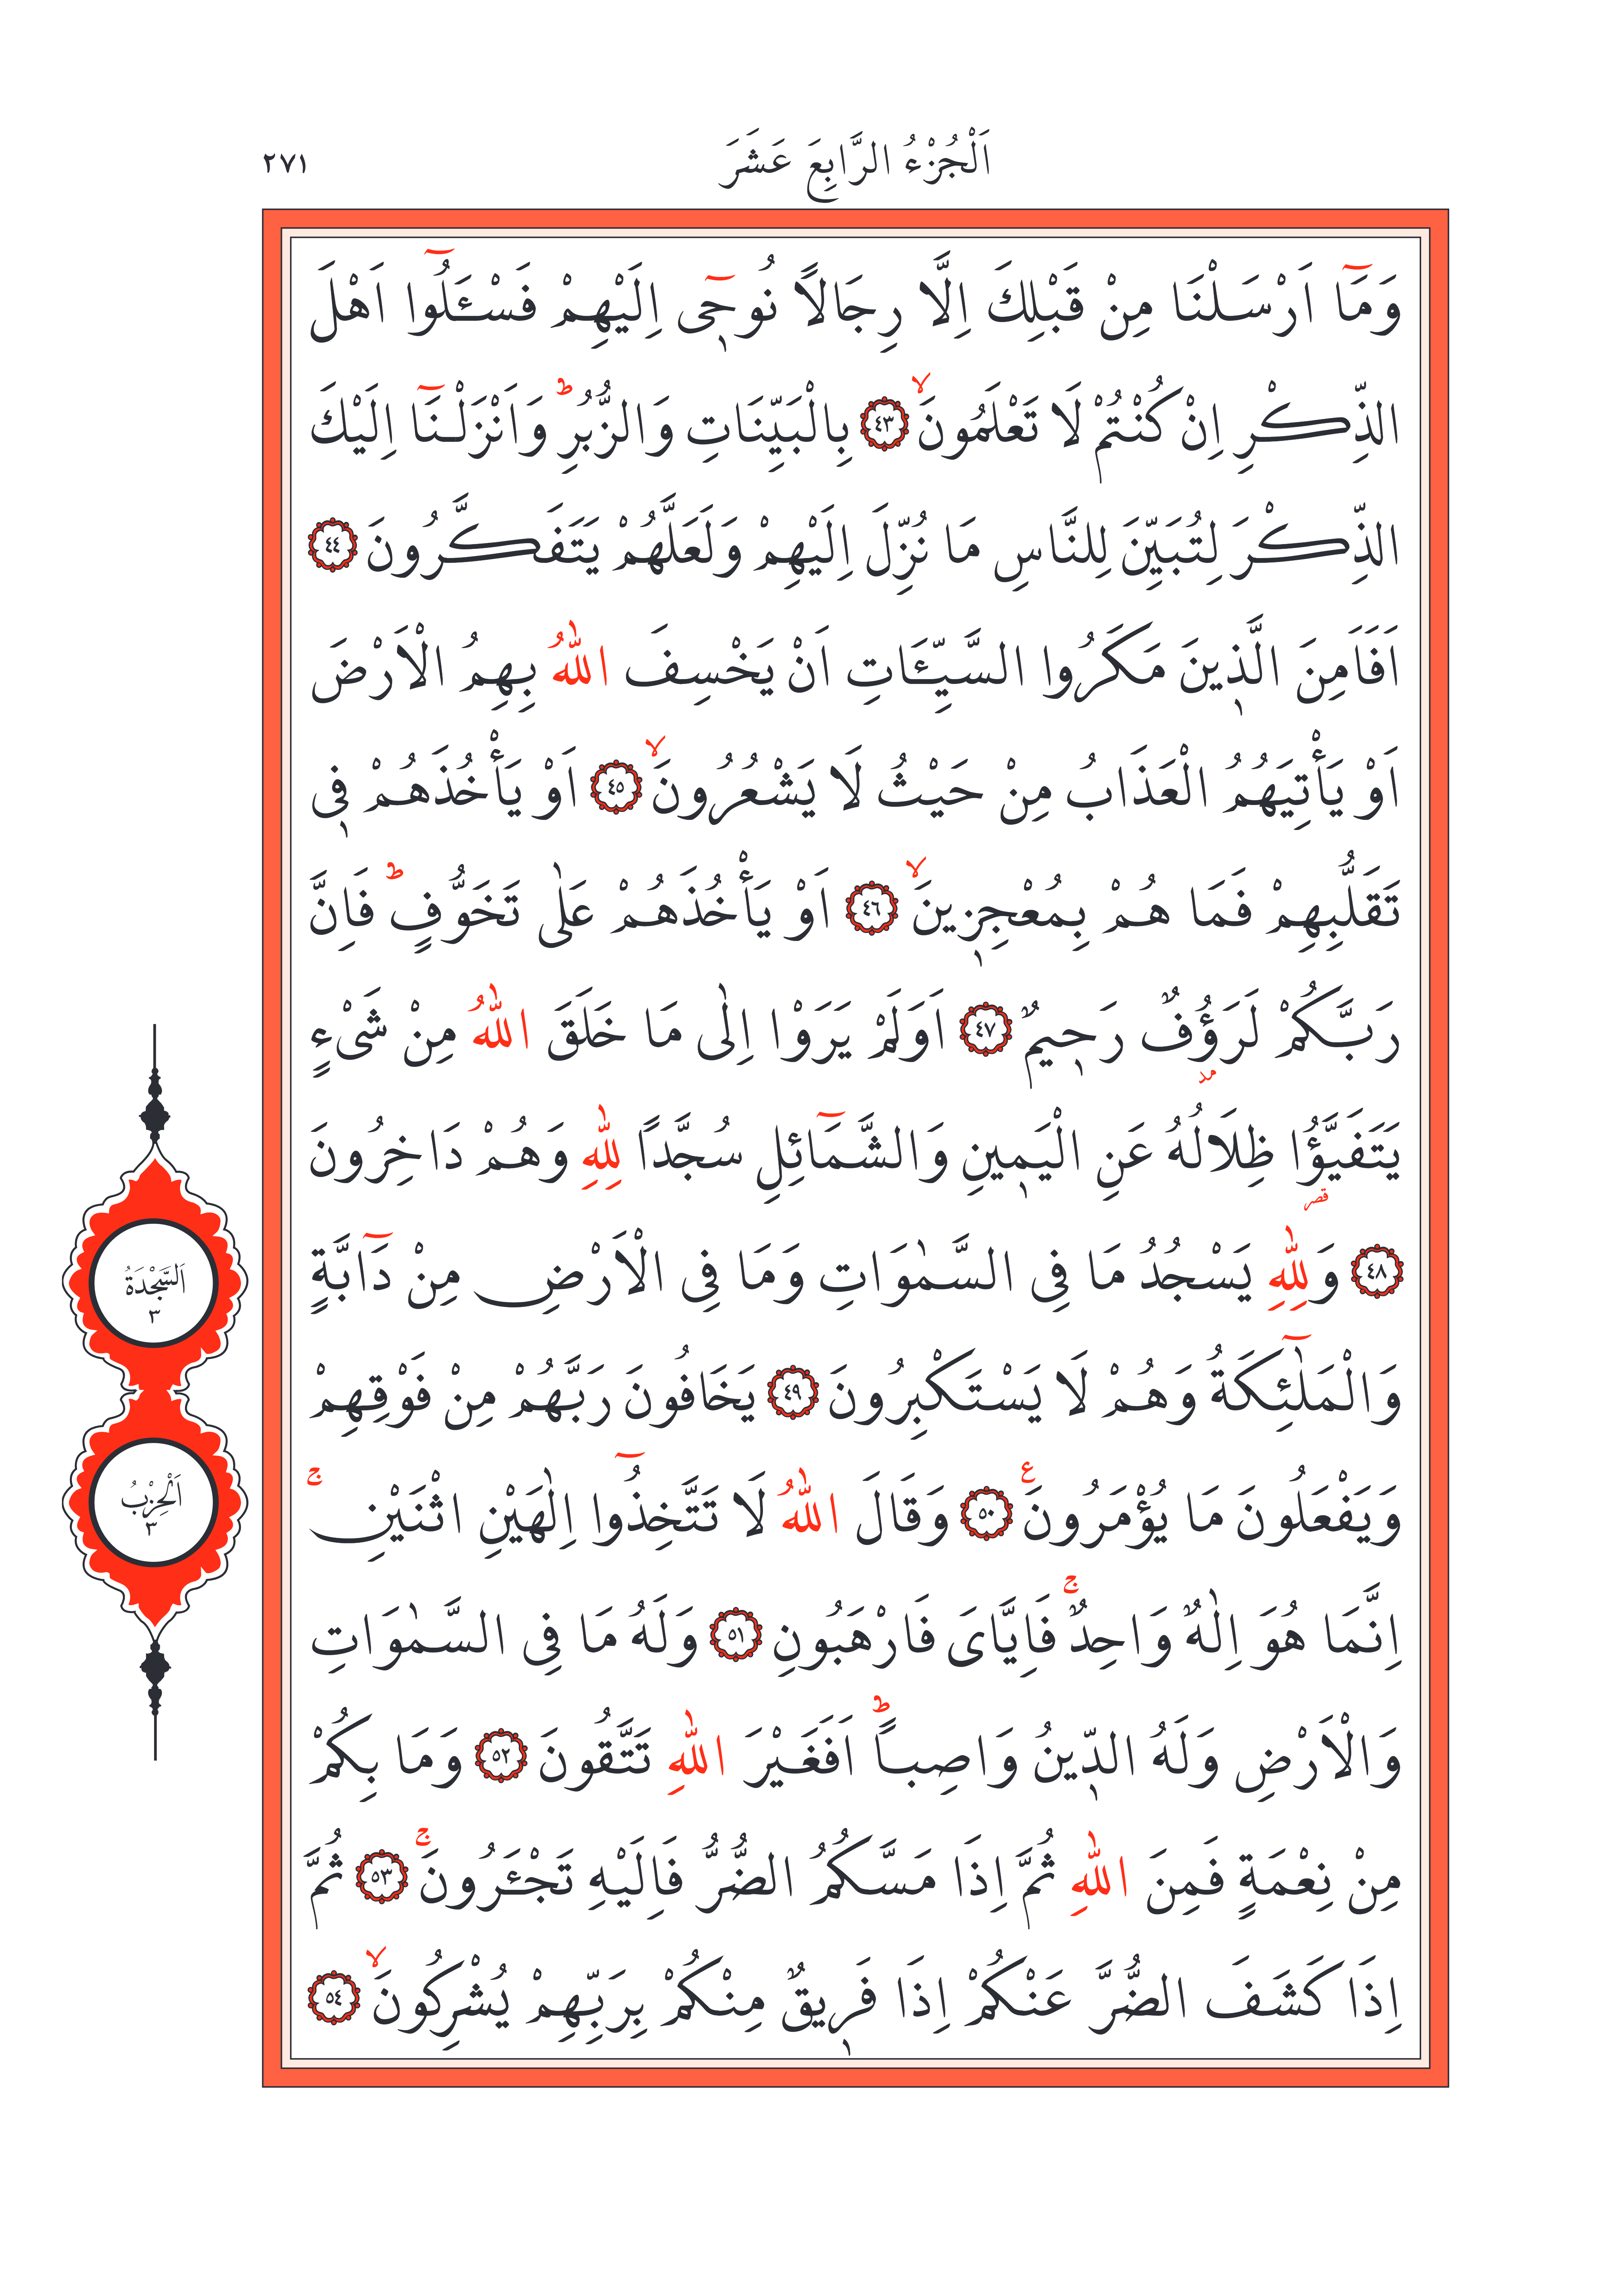 اَلْجُزْءُ الرَّابِعَ عَشَرَ ٢٧١
وَمَٓا اَرْسَلْنَا مِنْ قَبْلِكَ اِلَّا رِجَالًا نُوحٖٓى اِلَيْهِمْ فَسْـَٔلُٓوا اَهْلَ
الذِّكْرِ اِنْ كُنْتُمْ لَا تَعْلَمُونَۙ ٤٣ بِالْبَيِّنَاتِ وَالزُّبُرِؕ وَاَنْزَلْنَٓا اِلَيْكَ
الذِّكْرَ لِتُبَيِّنَ لِلنَّاسِ مَا نُزِّلَ اِلَيْهِمْ وَلَعَلَّهُمْ يَتَفَكَّرُونَ ٤٤
اَفَاَمِنَ الَّذٖينَ مَكَرُوا السَّيِّـَٔاتِ اَنْ يَخْسِفَ اللّٰهُ بِهِمُ الْاَرْضَ
اَوْ يَأْتِيَهُمُ الْعَذَابُ مِنْ حَيْثُ لَا يَشْعُرُونَۙ ٤٥ اَوْ يَأْخُذَهُمْ فٖى
تَقَلُّبِهِمْ فَمَا هُمْ بِمُعْجِزٖينَۙ ٤٦ اَوْ يَأْخُذَهُمْ عَلٰى تَخَوُّفٍؕ فَاِنَّ
رَبَّكُمْ لَرَؤُفٌ رَحٖيمٌ ٤٧ اَوَلَمْ يَرَوْا اِلٰى مَا خَلَقَ اللّٰهُ مِنْ شَىْءٍ
مد
يَتَفَيَّؤُا ظِلَالُهُ عَنِ الْيَمٖينِ وَالشَّمَٓائِلِ سُجَّدًا لِلّٰهِ وَهُمْ دَاخِرُونَ
قصر
٤٨ وَلِلّٰهِ يَسْجُدُ مَا فِى السَّمٰوَاتِ وَمَا فِى الْاَرْضِ مِنْ دَٓابَّةٍ
وَالْمَلٰٓئِكَةُ وَهُمْ لَا يَسْتَكْبِرُونَ ٤٩ يَخَافُونَ رَبَّهُمْ مِنْ فَوْقِهِمْ
وَيَفْعَلُونَ مَا يُؤْمَرُونَ ع ٥٠ وَقَالَ اللّٰهُ لَا تَتَّخِذُٓوا اِلٰهَيْنِ اثْنَيْنِۚ
اِنَّمَا هُوَ اِلٰهٌ وَاحِدٌۚ فَاِيَّاىَ فَارْهَبُونِ ٥١ وَلَهُ مَا فِى السَّمٰوَاتِ
وَالْاَرْضِ وَلَهُ الدّٖينُ وَاصِبًاؕ اَفَغَيْرَ اللّٰهِ تَتَّقُونَ ٥٢ وَمَا بِكُمْ
مِنْ نِعْمَةٍ فَمِنَ اللّٰهِ ثُمَّ اِذَا مَسَّكُمُ الضُّرُّ فَاِلَيْهِ تَجْـَٔرُونَۚ ٥٣ ثُمَّ
اِذَا كَشَفَ الضُّرَّ عَنْكُمْ اِذَا فَرٖيقٌ مِنْكُمْ بِرَبِّهِمْ يُشْرِكُونَۙ ٥٤
اَلسَّجْدَةُ
٣
اَلْحِزْبُ
٣